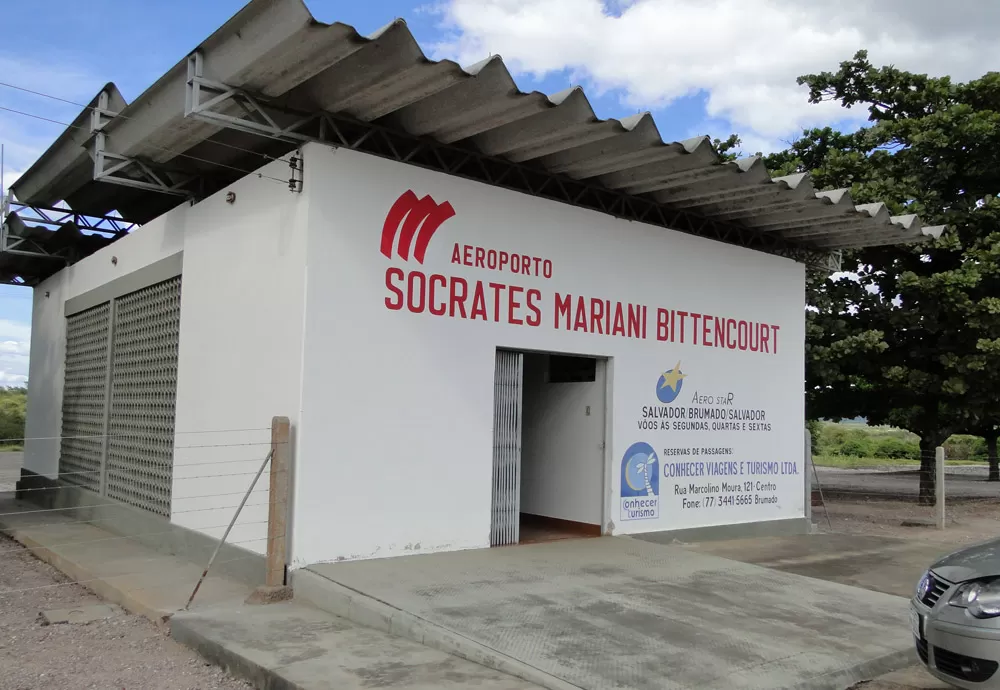 AEROPORTO
SOCRATES MARIANI BITTENCOURT
AERO STAR
SALVADOR/BRUMADO/SALVADOR
VÔOS ÀS SEGUNDAS, QUARTAS E SEXTAS
RESERVAS DE PASSAGENS:
CONHECER VIAGENS E TURISMO LTDA.
Rua Marcolino Moura, 121- Centro
Fone: (77) 3441-5665 Brumado
Conhecer
Turismo